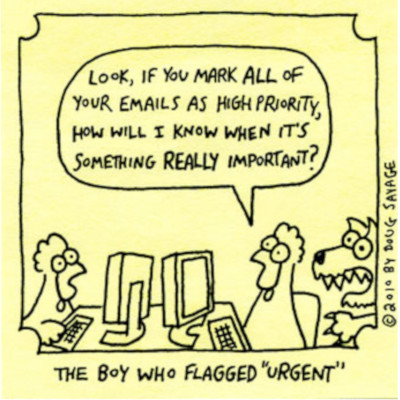 LOOK, IF YOU MARK ALL OF
YOUR EMAILS AS HIGH PRIORITY,
HOW WILL I KNOW WHEN IT'S
SOMETHING REALLY IMPORTANT?
© 2010 BY DOUG SAVAGE
THE BOY WHO FLAGGED "URGENT"